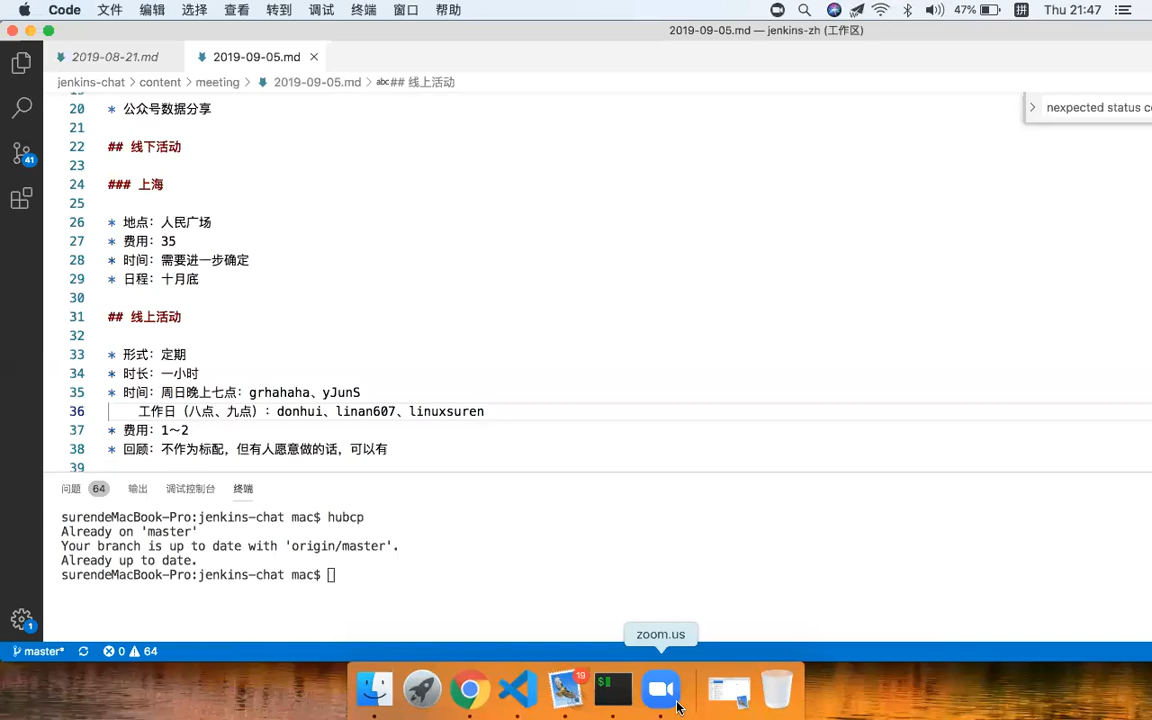 Code 文件 编辑 选择 查看 转到 调试 终端 窗口 帮助 47% 拼 Thu 21:47
2019-09-05.md — jenkins-zh (工作区)
2019-08-21.md 2019-09-05.md
jenkins-chat > content > meeting > 2019-09-05.md > abc## 线上活动
20 * 公众号数据分享
nexpected status c
21
22 ## 线下活动
23
24 ### 上海
25
26 * 地点：人民广场
27 * 费用：35
28 * 时间：需要进一步确定
29 * 日程：十月底
30
31 ## 线上活动
32
33 * 形式：定期
34 * 时长：一小时
35 * 时间：周日晚上七点：grhahaha、yJunS
36 工作日（八点、九点）：donhui、linan607、linuxsuren
37 * 费用：1～2
38 * 回顾：不作为标配，但有人愿意做的话，可以有
39
41
问题 64 输出 调试控制台 终端
surendeMacBook-Pro:jenkins-chat mac$ hubcp
Already on 'master'
Your branch is up to date with 'origin/master'.
Already up to date.
surendeMacBook-Pro:jenkins-chat mac$
1
zoom.us
master* 0 64
19
$